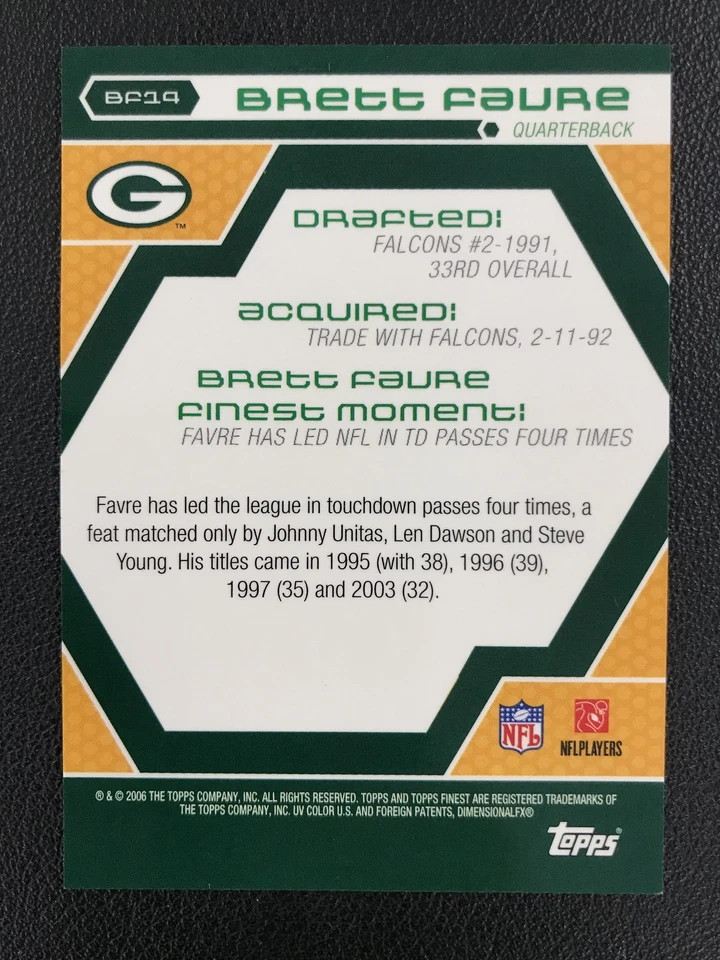 BF14
Brett Favre
QUARTERBACK
G
TM
Drafted:
FALCONS #2-1991,
33RD OVERALL
Acquired:
TRADE WITH FALCONS, 2-11-92
Brett Favre
Finest Moment:
FAVRE HAS LED NFL IN TD PASSES FOUR TIMES
Favre has led the league in touchdown passes four times, a
feat matched only by Johnny Unitas, Len Dawson and Steve
Young. His titles came in 1995 (with 38), 1996 (39),
1997 (35) and 2003 (32).
NFL
NFLPLAYERS
® & © 2006 THE TOPPS COMPANY, INC. ALL RIGHTS RESERVED. TOPPS AND TOPPS FINEST ARE REGISTERED TRADEMARKS OF
THE TOPPS COMPANY, INC. UV COLOR U.S. AND FOREIGN PATENTS, DIMENSIONALFX®
Topps®